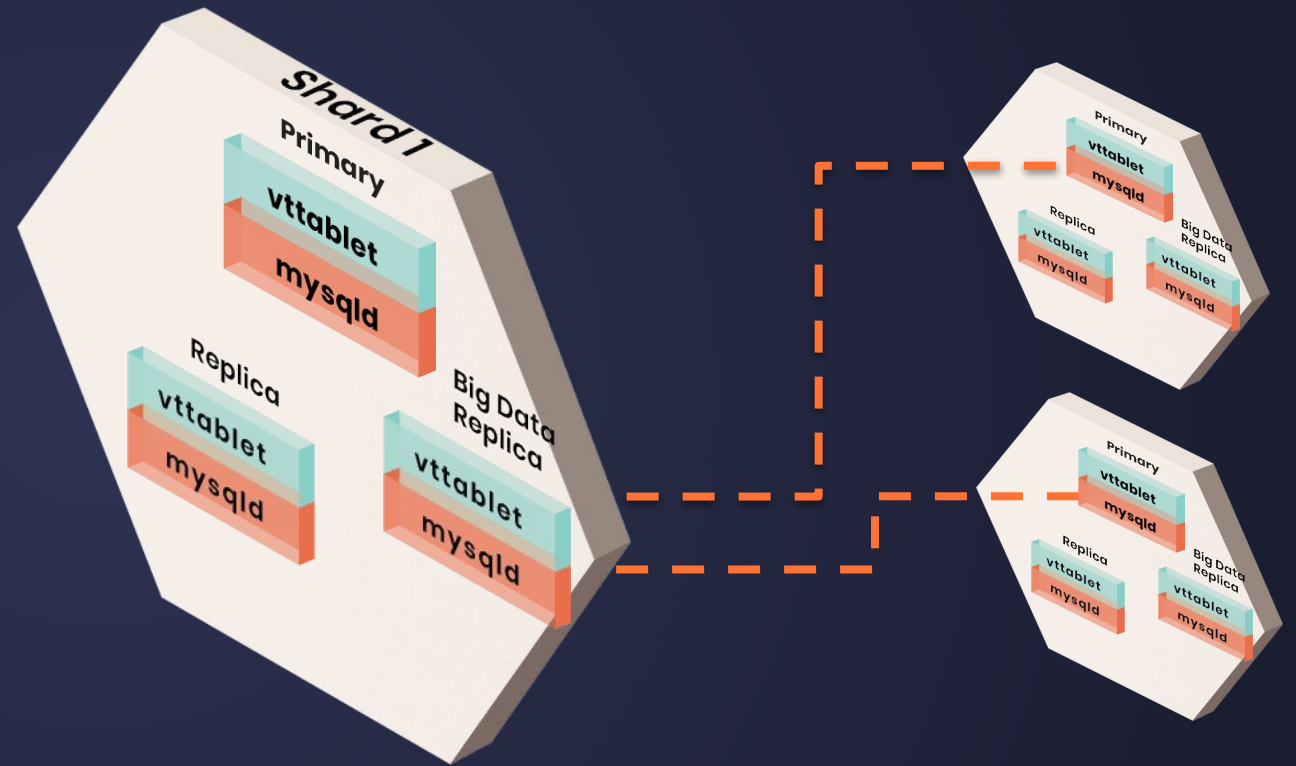 Shard 1
Primary
vttablet
mysqld
Replica
vttablet
mysqld
Big Data
Replica
vttablet
mysqld
Primary
vttablet
mysqld
Replica
vttablet
mysqld
Big Data
Replica
vttablet
mysqld
Primary
vttablet
mysqld
Replica
vttablet
mysqld
Big Data
Replica
vttablet
mysqld